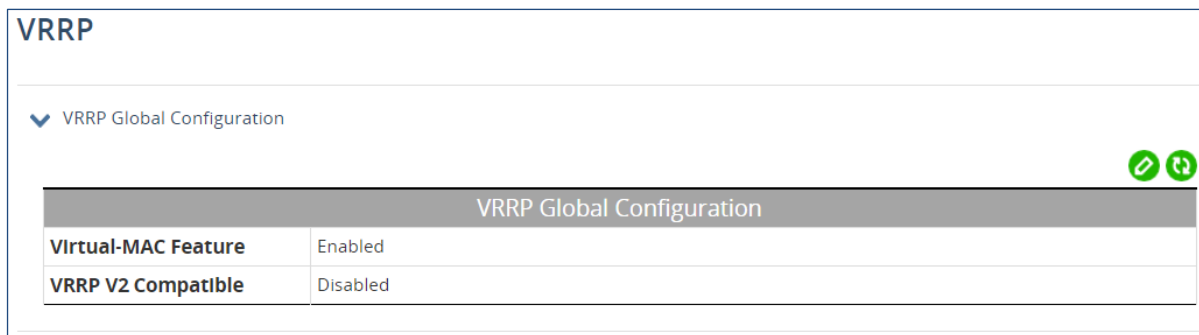 VRRP
VRRP Global Configuration
VRRP Global Configuration
Virtual-MAC Feature Enabled
VRRP V2 Compatible Disabled